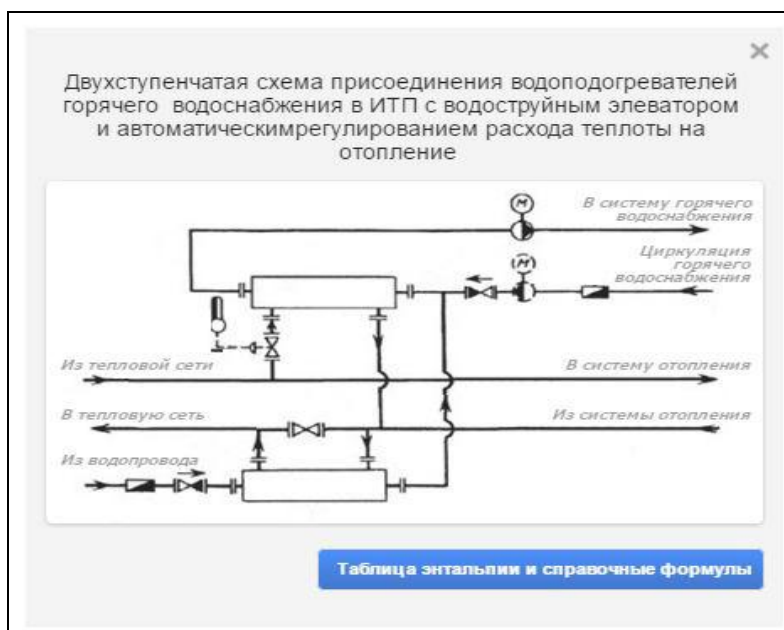 ×
Двухступенчатая схема присоединения водоподогревателей
горячего водоснабжения в ИТП с водоструйным элеватором
и автоматическимрегулированием расхода теплоты на
отопление
М
В систему горячего
водоснабжения
(М)
Циркуляция
горячего
водоснабжения
Из тепловой сети
В систему отопления
В тепловую сеть
Из системы отопления
Из водопровода
Таблица энтальпии и справочные формулы